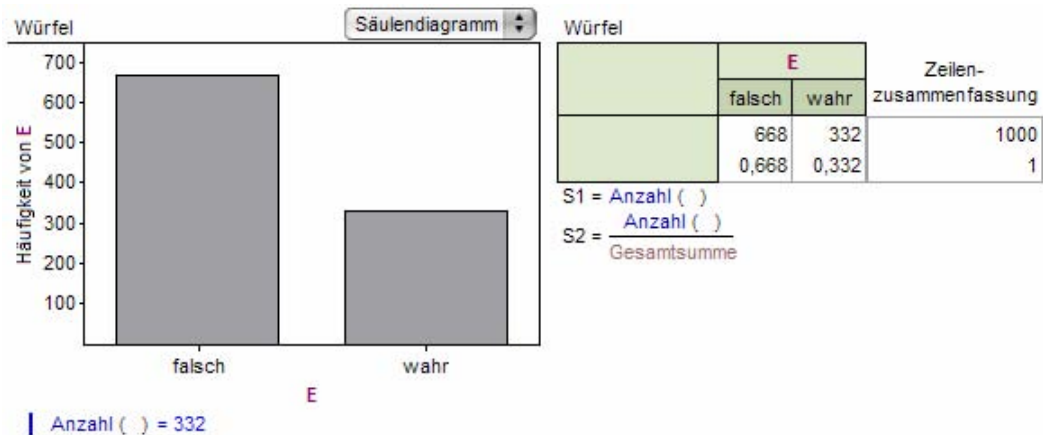 Würfel
Säulendiagramm
700
600
500
400
300
200
100
Häufigkeit von E
falsch wahr
E
Anzahl ( ) = 332
Würfel
E
Zeilen-
zusammenfassung
falsch wahr
668 332 1000
0,668 0,332 1
S1 = Anzahl ( )
S2 = Anzahl ( )
Gesamtsumme